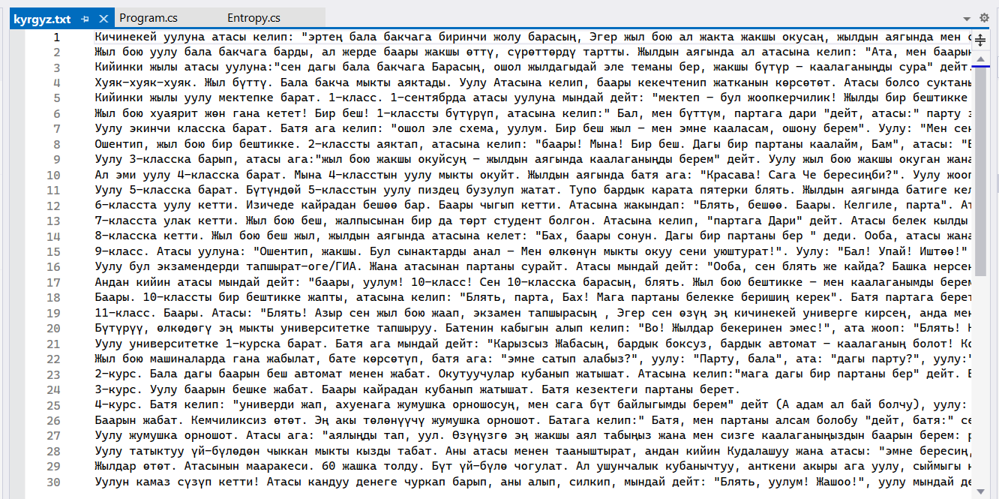 kyrgyz.txt Program.cs Entropy.cs
1 Кичинекей уулуна атасы келип: "эртең бала бакчага биринчи жолу барасың, Эгер жыл бою ал жакта жакшы окусаң, жылдын аягында мен
2 Жыл бою уулу бала бакчага барды, ал жерде баары жакшы өттү, сүрөттөрдү тартты. Жылдын аягында ал атасына келип: "Ата, мен баарын
3 Кийинки жылы атасы уулуна:"сен дагы бала бакчага Барасың, ошол жылдагыдай эле теманы бер, жакшы бүтүр – каалаганыңды сура" дейт.
4 Хуяк-хуяк-хуяк. Жыл бүттү. Бала бакча мыкты аяктады. Уулу Атасына келип, баары кекечтенип жатканын көрсөтөт. Атасы болсо суктаны
5 Кийинки жылы уулу мектепке барат. 1-класс. 1-сентябрда атасы уулуна мындай дейт: "мектеп – бул жоопкерчилик! Жылды бир бештикке
6 Жыл бою хуаярит жөн гана кетет! Бир беш! 1-классты бүтүрүп, атасына келип:" Бал, мен бүттүм, партага дари "дейт, атасы:" парту
7 Уулу экинчи класска барат. Батя ага келип: "ошол эле схема, уулум. Бир беш жыл – мен эмне кааласам, ошону берем". Уулу: "Мен сен
8 Ошентип, жыл бою бир бештикке. 2-классты аяктап, атасына келип: "баары! Мына! Бир беш. Дагы бир партаны каалайм, Бам", атасы:
9 Уулу 3-класска барып, атасы ага:"жыл бою жакшы окуйсуң – жылдын аягында каалаганыңды берем" дейт. Уулу жыл бою жакшы окуган жана
10 Ал эми уулу 4-класска барат. Мына 4-класстын уулу мыкты окуйт. Жылдын аягында батя ага: "Красава! Сага Че бересиңби?". Уулу жооп
11 Уулу 5-класска барат. Бүтүндөй 5-класстын уулу пиздец бузулуп жатат. Тупо бардык карата пятерки блять. Жылдын аягында батиге кел
12 6-класста уулу кетти. Изичеде кайрадан бешөө бар. Баары чыгып кетти. Атасына жакындап: "Блять, бешөө. Баары. Келгиле, парта". Ат
13 7-класста улак кетти. Жыл бою беш, жалпысынан бир да төрт студент болгон. Атасына келип, "партага Дари" дейт. Атасы белек кылды
14 8-класска кетти. Жыл бою беш жыл, жылдын аягында атасына келет: "Бах, баары сонун. Дагы бир партаны бер " деди. Ооба, атасы жана
15 9-класс. Атасы уулуна: "Ошентип, жакшы. Бул сынактарды анал – Мен өлкөнүн мыкты окуу сени уюштурат!". Уулу: "Бал! Упай! Иштөө!"
16 Уулу бул экзамендерди тапшырат-оге/ГИА. Жана атасынан партаны сурайт. Атасы мындай дейт: "Ооба, сен блять же кайда? Башка нерсен
17 Андан кийин атасы мындай дейт: "баары, уулум! 10-класс! Сен 10-класска барасың, блять. Жыл бою бештикке – мен каалаганымды берем
18 Баары. 10-классты бир бештикке жапты, атасына келип: "Блять, парта, Бах! Мага партаны белекке беришиң керек". Батя партага берет
19 11-класс. Баары. Атасы: "Блять! Азыр сен жыл бою жаап, экзамен тапшырасың , Эгер сен өзүң эң кичинекей универге кирсең, анда мен
20 Бүтүрүү, өлкөдөгү эң мыкты университетке тапшыруу. Батенин кабыгын алып келип: "Во! Жылдар бекеринен эмес!", ата жооп: "Блять!
21 Уулу университетке 1-курска барат. Батя ага мындай дейт: "Карызсыз Жабасың, бардык боксуз, бардык автомат – каалаганың болот!
22 Жыл бою машиналарда гана жабылат, бате көрсөтүп, батя ага: "эмне сатып алабыз?", уулу: "Парту, бала", ата: "дагы парту?", уулу:"
23 2-курс. Бала дагы баарын беш автомат менен жабат. Окутуучулар кубанып жатышат. Атасына келип:"мага дагы бир партаны бер" дейт.
24 3-курс. Уулу баарын бешке жабат. Баары кайрадан кубанып жатышат. Батя кезектеги партаны берет.
25 4-курс. Батя келип: "универди жап, ахуенага жумушка орношосуң, мен сага бүт байлыгымды берем" дейт (А адам ал бай болчу), уулу:
26 Баарын жабат. Кемчиликсиз өтөт. Эң акы төлөнүүчү жумушка орношот. Батага келип:" Батя, мен партаны алсам болобу "дейт, батя:" се
27 Уулу жумушка орношот. Атасы ага: "аялыңды тап, уул. Өзүңүзгө эң жакшы аял табыңыз жана мен сизге каалаганыңыздын баарын берем:
28 Уулу татыктуу үй-бүлөдөн чыккан мыкты кызды табат. Аны атасы менен тааныштырат, андан кийин Кудалашуу жана атасы: "эмне бересиң,
29 Жылдар өтөт. Атасынын маараkеси. 60 жашка толду. Бүт үй-бүлө чогулат. Ал ушунчалык кубанычтуу, анткени акыры ага уулу, сыймыгы
30 Уулун камаз сүзүп кетти! Атасы кандуу денеге чуркап барып, аны алып, силкип, мындай дейт: "Блять, уулум! Жашоо!", уулу мындай де